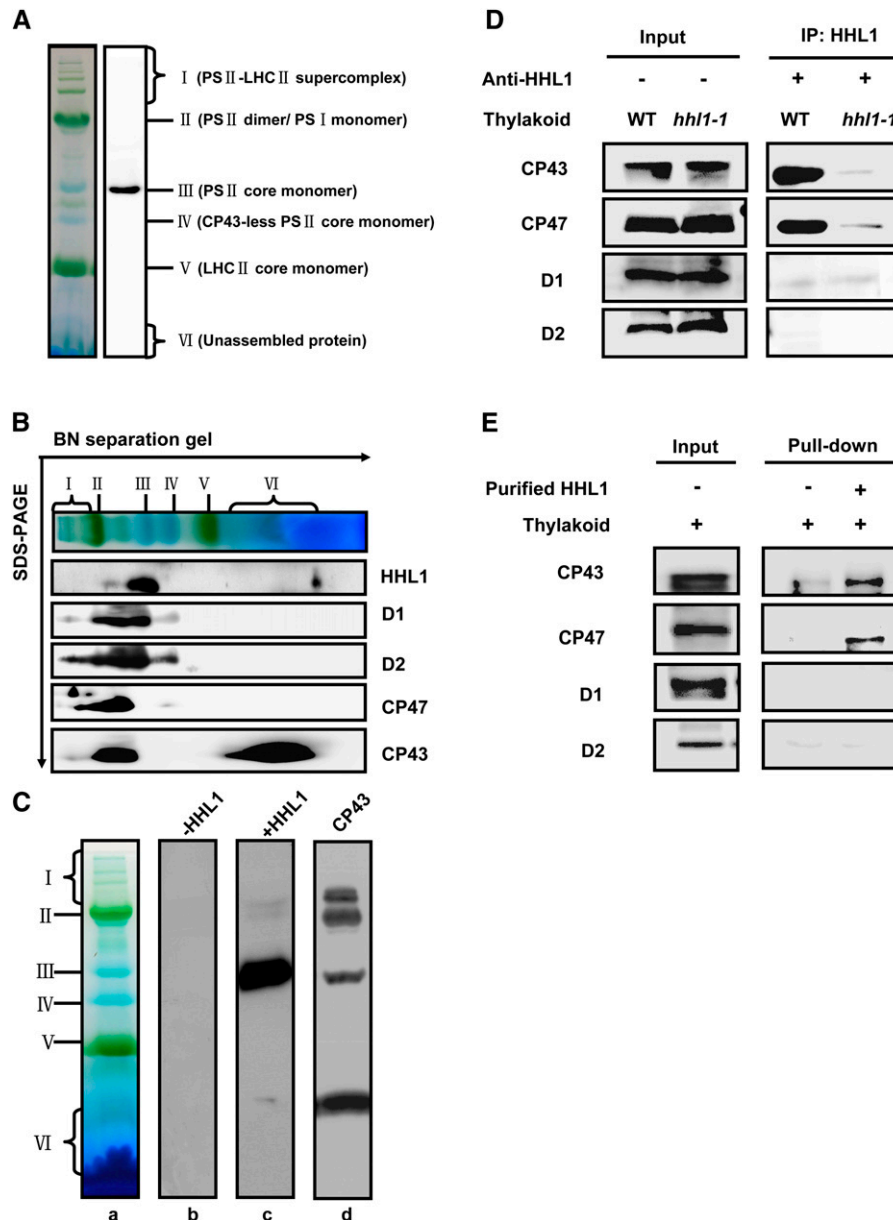 A
I (PSII-LHCII supercomplex)
II (PSII dimer/ PSI monomer)
III (PSII core monomer)
IV (CP43-less PSII core monomer)
V (LHCII core monomer)
VI (Unassembled protein)
B
BN separation gel
SDS-PAGE
I II III IV V VI
HHL1
D1
D2
CP47
CP43
C
-HHL1 +HHL1 CP43
I
II
III
IV
V
VI
a b c d
D
Input IP: HHL1
Anti-HHL1 - - + +
Thylakoid WT hhl1-1 WT hhl1-1
CP43
CP47
D1
D2
E
Input Pull-down
Purified HHL1 - - +
Thylakoid + + +
CP43
CP47
D1
D2